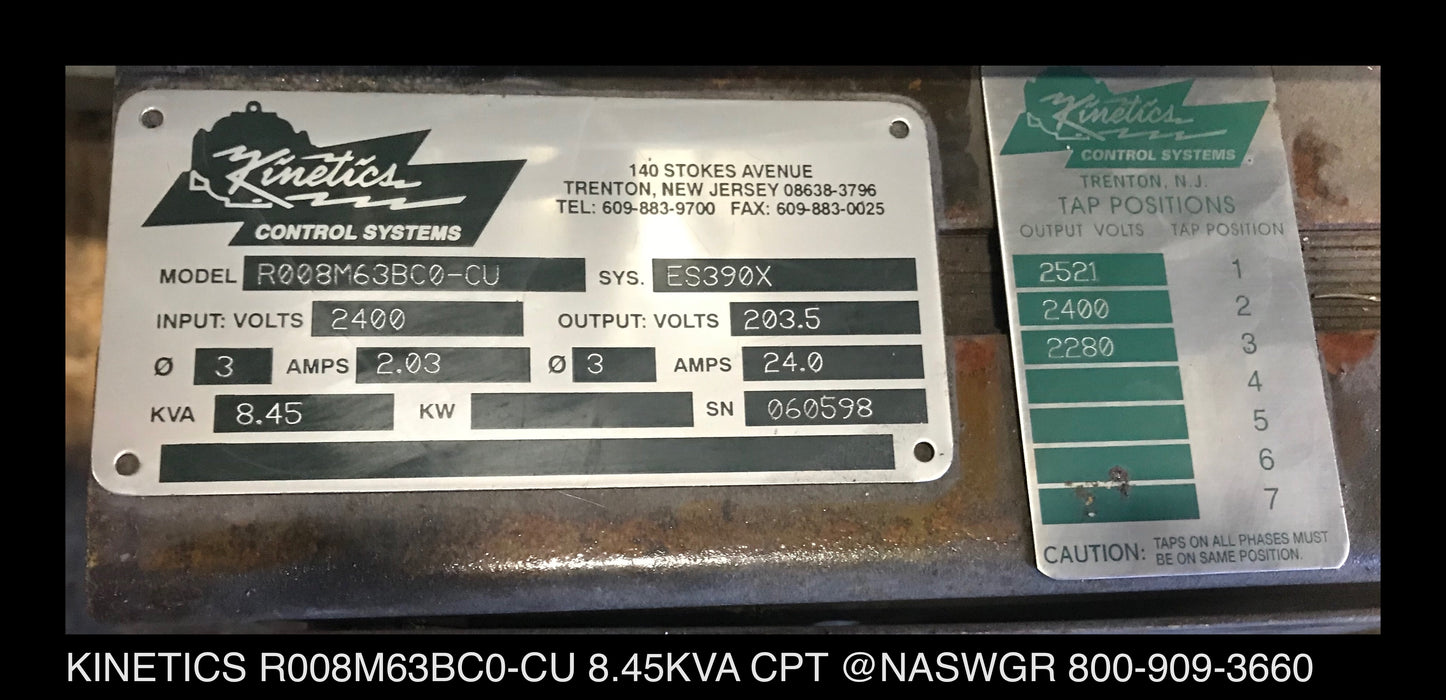 Kinetics
CONTROL SYSTEMS
140 STOKES AVENUE
TRENTON, NEW JERSEY 08638-3796
TEL: 609-883-9700 FAX: 609-883-0025
MODEL R008M63BC0-CU SYS. ES390X
INPUT: VOLTS 2400 OUTPUT: VOLTS 203.5
Ø 3 AMPS 2.03 Ø 3 AMPS 24.0
KVA 8.45 KW SN 060598
Kinetics
CONTROL SYSTEMS
TRENTON, N.J.
TAP POSITIONS
OUTPUT VOLTS TAP POSITION
2521 1
2400 2
2280 3
4
5
6
7
CAUTION: TAPS ON ALL PHASES MUST
BE ON SAME POSITION.
KINETICS R008M63BC0-CU 8.45KVA CPT @NASWGR 800-909-3660